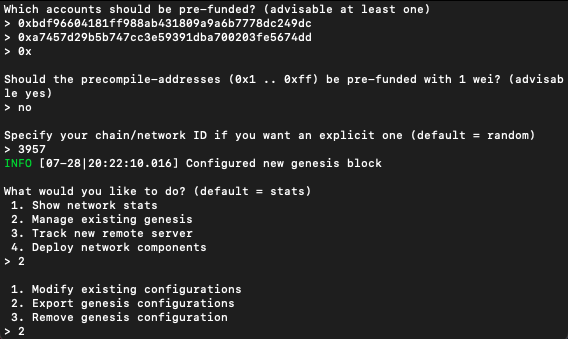 Which accounts should be pre-funded? (advisable at least one)
> 0xbdf96604181ff988ab431809a9a6b7778dc249dc
> 0xa7457d29b5b747cc3e59391dba700203fe5674dd
> 0x
Should the precompile-addresses (0x1 .. 0xff) be pre-funded with 1 wei? (advisab
le yes)
> no
Specify your chain/network ID if you want an explicit one (default = random)
> 3957
INFO [07-28|20:22:10.016] Configured new genesis block
What would you like to do? (default = stats)
1. Show network stats
2. Manage existing genesis
3. Track new remote server
4. Deploy network components
> 2
1. Modify existing configurations
2. Export genesis configurations
3. Remove genesis configuration
> 2